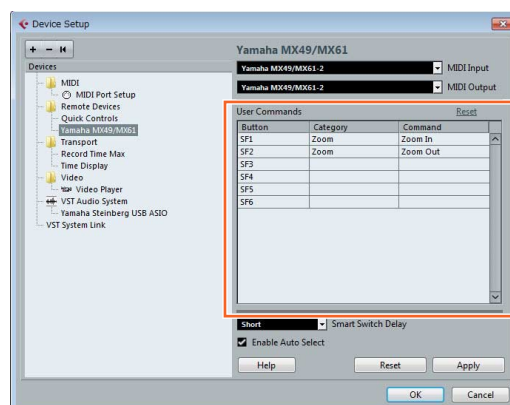 Device Setup
Devices
MIDI
MIDI Port Setup
Remote Devices
Quick Controls
Yamaha MX49/MX61
Transport
Record Time Max
Time Display
Video
Video Player
VST Audio System
Yamaha Steinberg USB ASIO
VST System Link
Yamaha MX49/MX61
Yamaha MX49/MX61-2 MIDI Input
Yamaha MX49/MX61-2 MIDI Output
User Commands Reset
Button Category Command
SF1 Zoom Zoom In
SF2 Zoom Zoom Out
SF3
SF4
SF5
SF6
Short Smart Switch Delay
Enable Auto Select
Help Reset Apply
OK Cancel